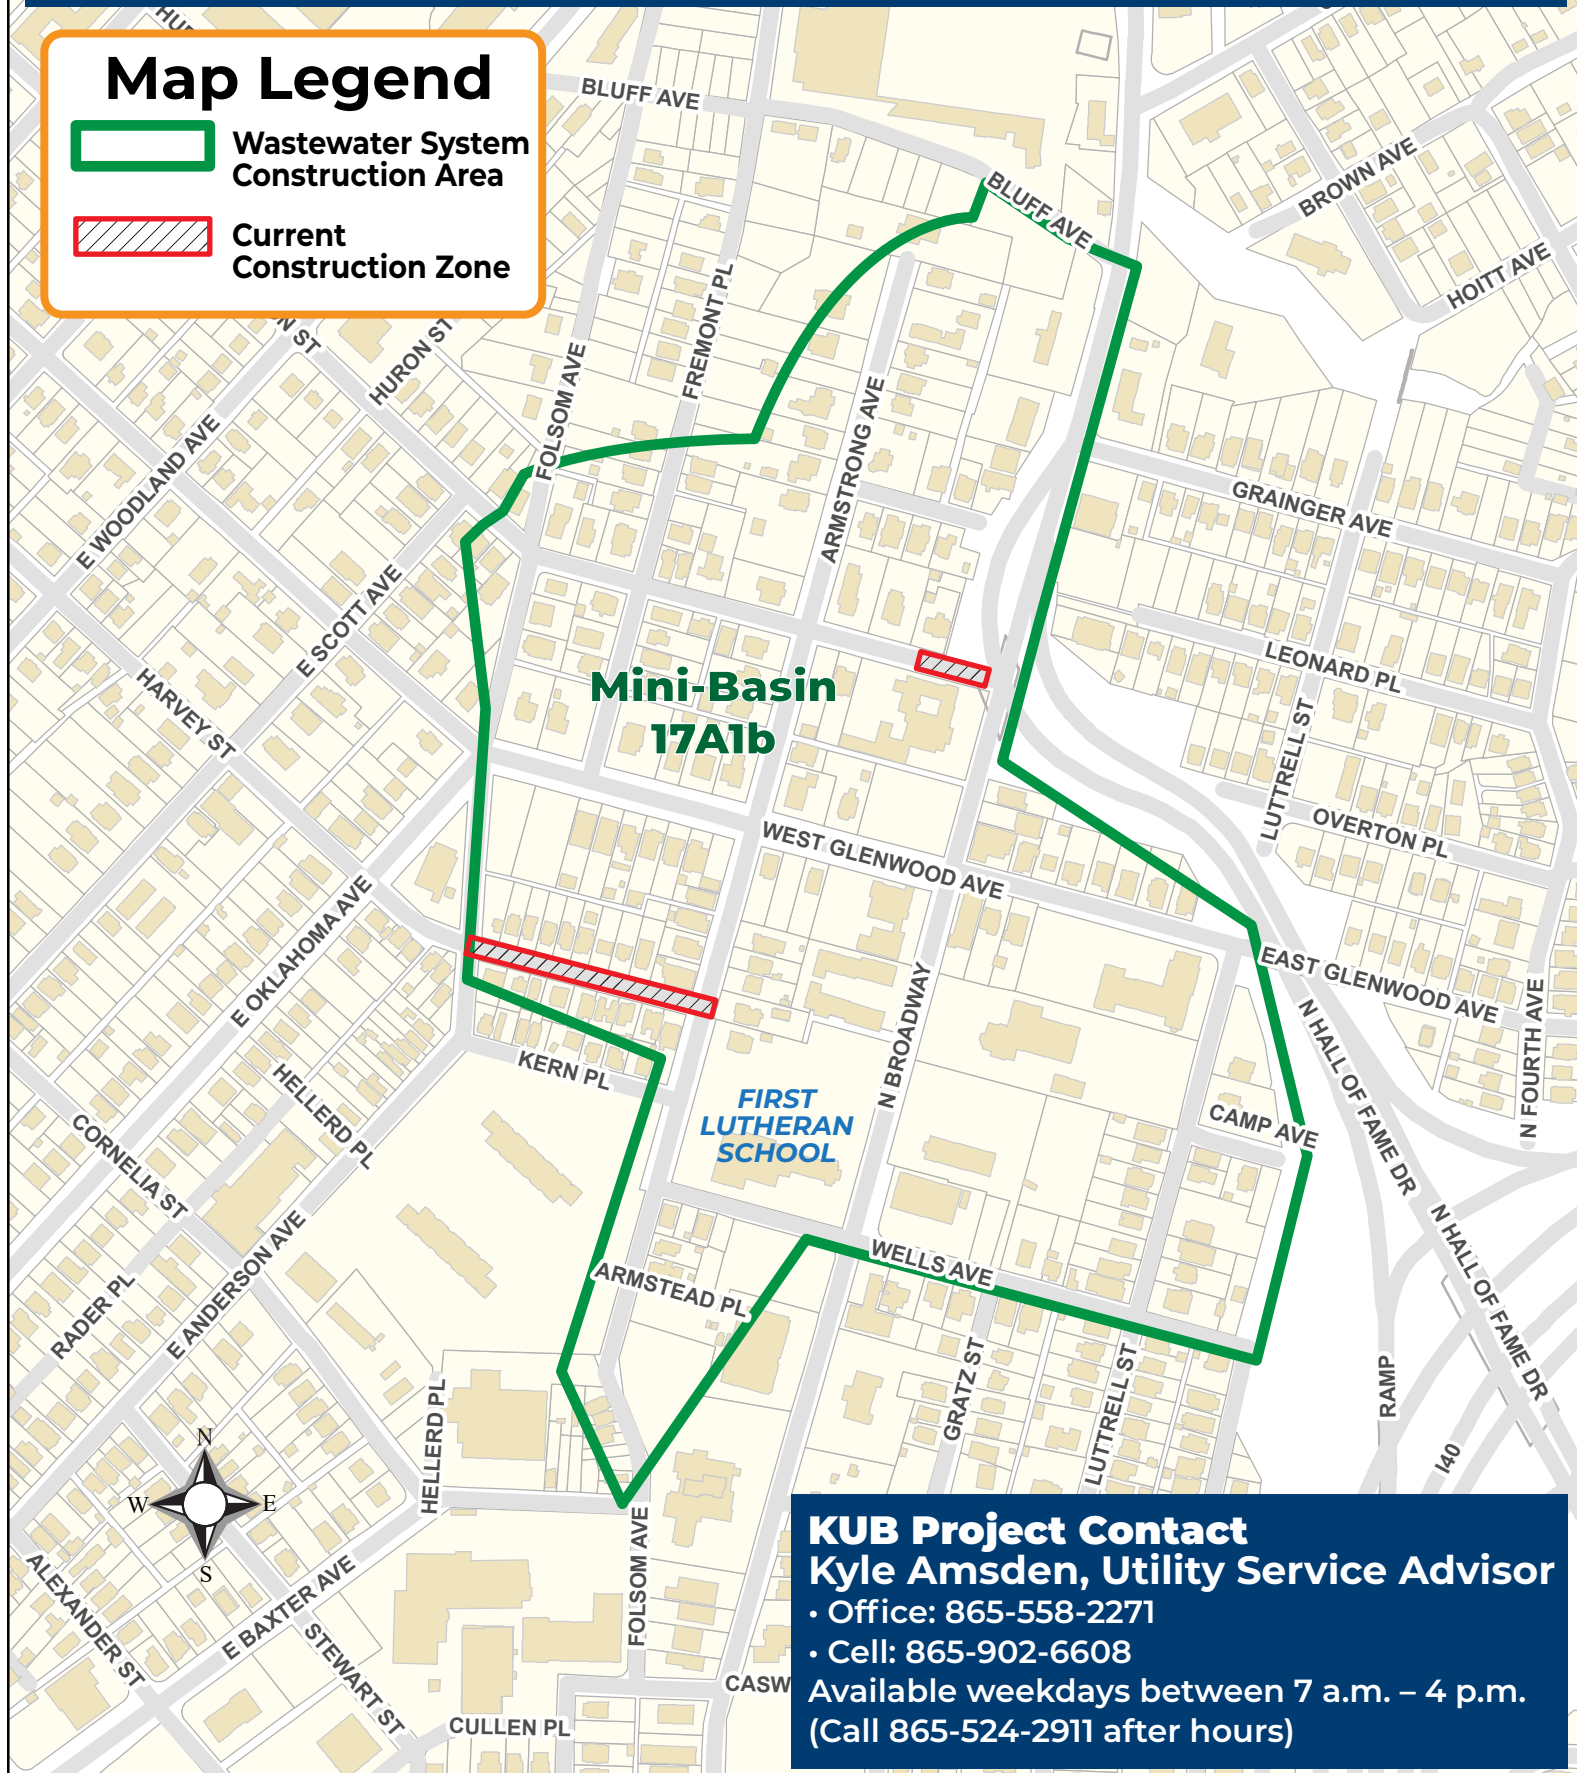 Map Legend
Wastewater System
Construction Area
Current
Construction Zone
BLUFF AVE
BLUFF AVE
BROWN AVE
HOITT AVE
HURON ST
FREMONT PL
FOLSOM AVE
ARMSTRONG AVE
E WOODLAND AVE
GRAINGER AVE
E SCOTT AVE
LEONARD PL
HARVEY ST
Mini-Basin
17A1b
LUTTRELL ST
OVERTON PL
WEST GLENWOOD AVE
E OKLAHOMA AVE
EAST GLENWOOD AVE
N FOURTH AVE
N BROADWAY
N HALL OF FAME DR
KERN PL
HELLERD PL
FIRST
LUTHERAN
SCHOOL
CAMP AVE
CORNELIA ST
N HALL OF FAME DR
WELLS AVE
ARMSTEAD PL
RADER PL
E ANDERSON AVE
HELLERD PL
GRATZ ST
LUTTRELL ST
RAMP
I40
N
W
E
S
FOLSOM AVE
ALEXANDER ST
E BAXTER AVE
STEWART ST
CASW
CULLEN PL
KUB Project Contact
Kyle Amsden, Utility Service Advisor
• Office: 865-558-2271
• Cell: 865-902-6608
Available weekdays between 7 a.m. – 4 p.m.
(Call 865-524-2911 after hours)